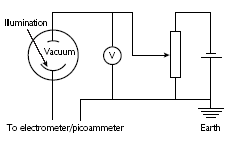 Illumination
Vacuum
V
To electrometer/picoammeter
Earth